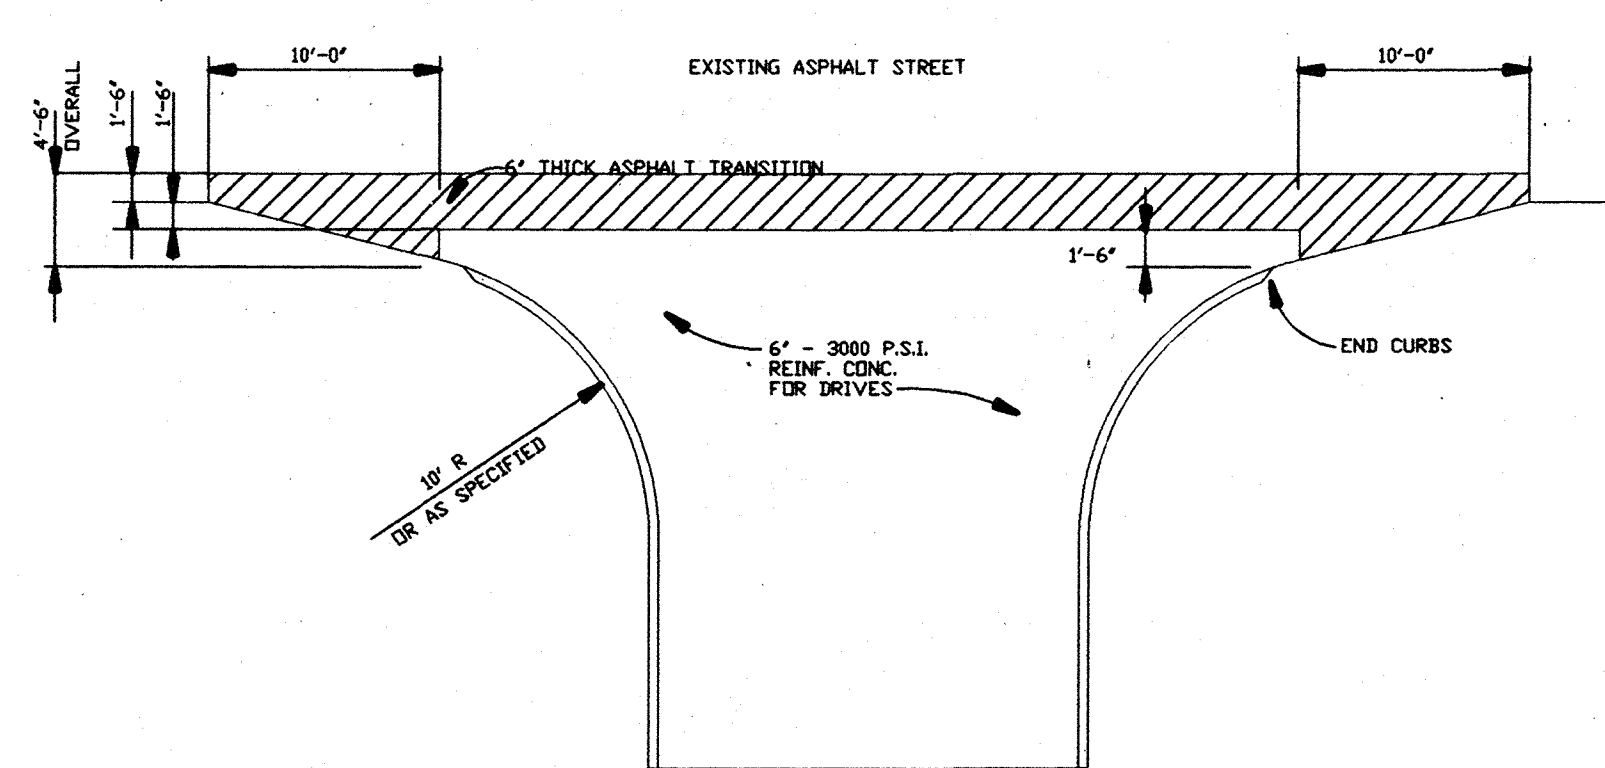 10'-0"
EXISTING ASPHALT STREET
10'-0"
4'-6"
OVERALL
1'-6"
1'-6"
6" THICK ASPHALT TRANSITION
1'-6"
6" - 3000 P.S.I.
REINF. CONC.
FOR DRIVES
END CURBS
10' R
OR AS SPECIFIED